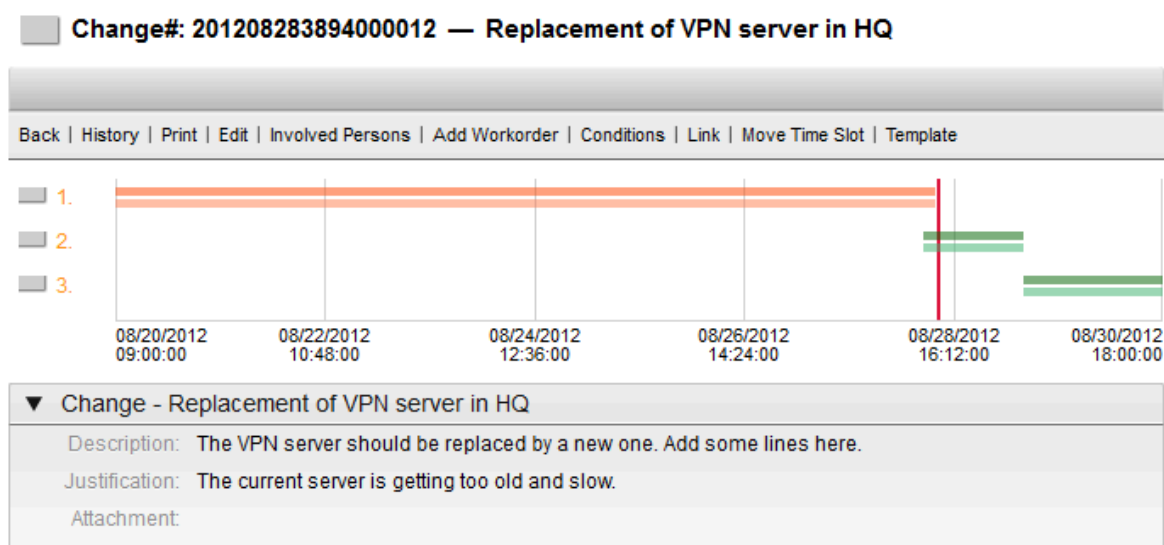 Change#: 201208283894000012 — Replacement of VPN server in HQ
Back | History | Print | Edit | Involved Persons | Add Workorder | Conditions | Link | Move Time Slot | Template
1.
2.
3.
08/20/2012 08/22/2012 08/24/2012 08/26/2012 08/28/2012 08/30/2012
09:00:00 10:48:00 12:36:00 14:24:00 16:12:00 18:00:00
▼ Change - Replacement of VPN server in HQ
Description: The VPN server should be replaced by a new one. Add some lines here.
Justification: The current server is getting too old and slow.
Attachment: